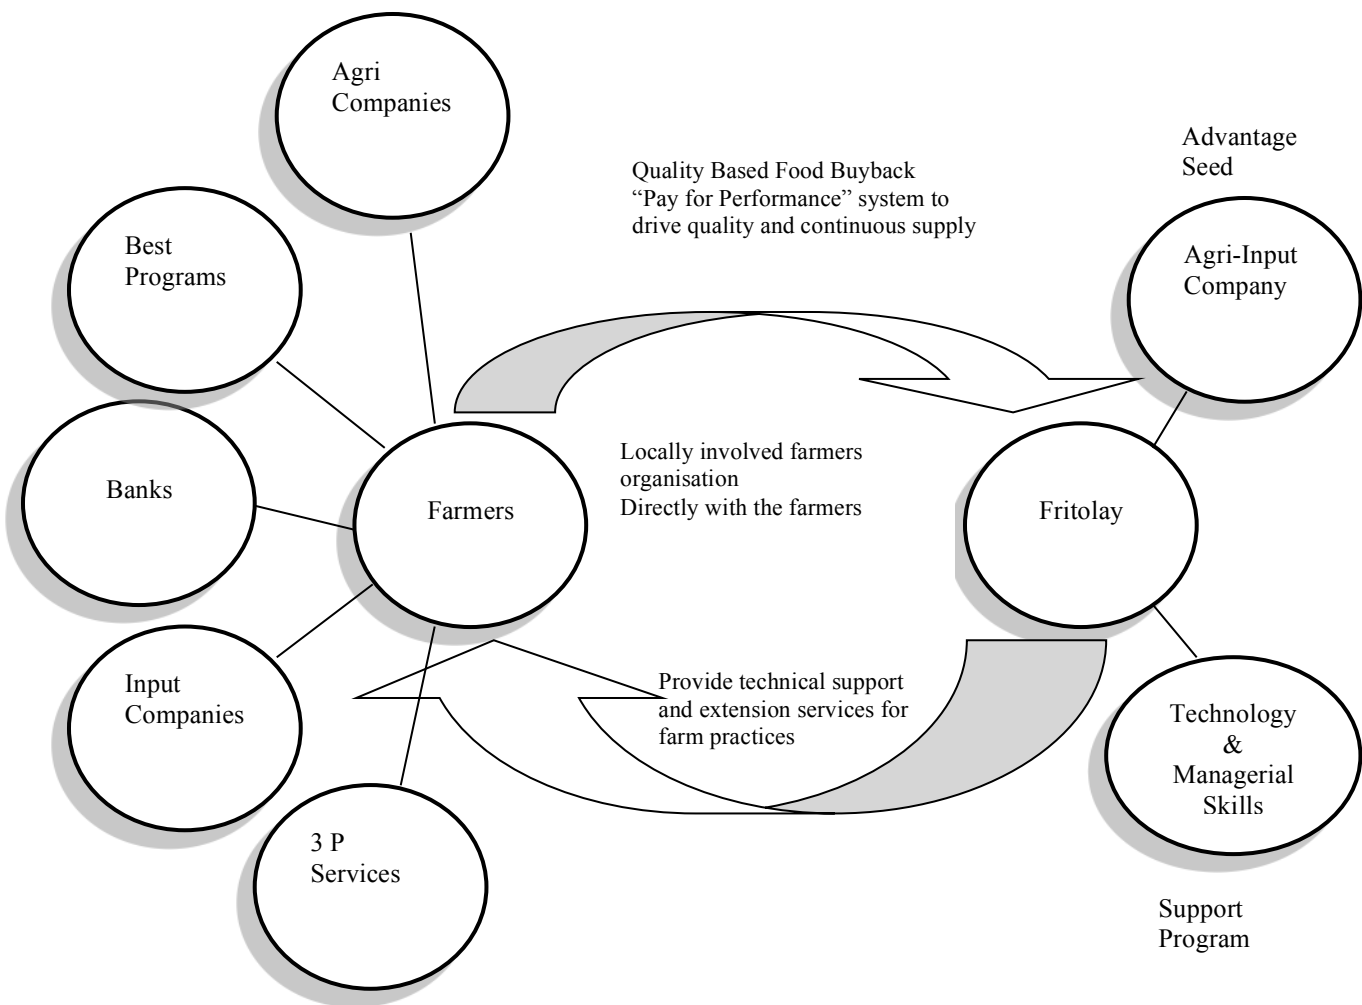 Agri
Companies
Advantage
Seed
Quality Based Food Buyback
“Pay for Performance” system to
drive quality and continuous supply
Best
Programs
Agri-Input
Company
Banks
Locally involved farmers
organisation
Directly with the farmers
Farmers
Fritolay
Input
Companies
Provide technical support
and extension services for
farm practices
Technology
&
Managerial
Skills
3 P
Services
Support
Program